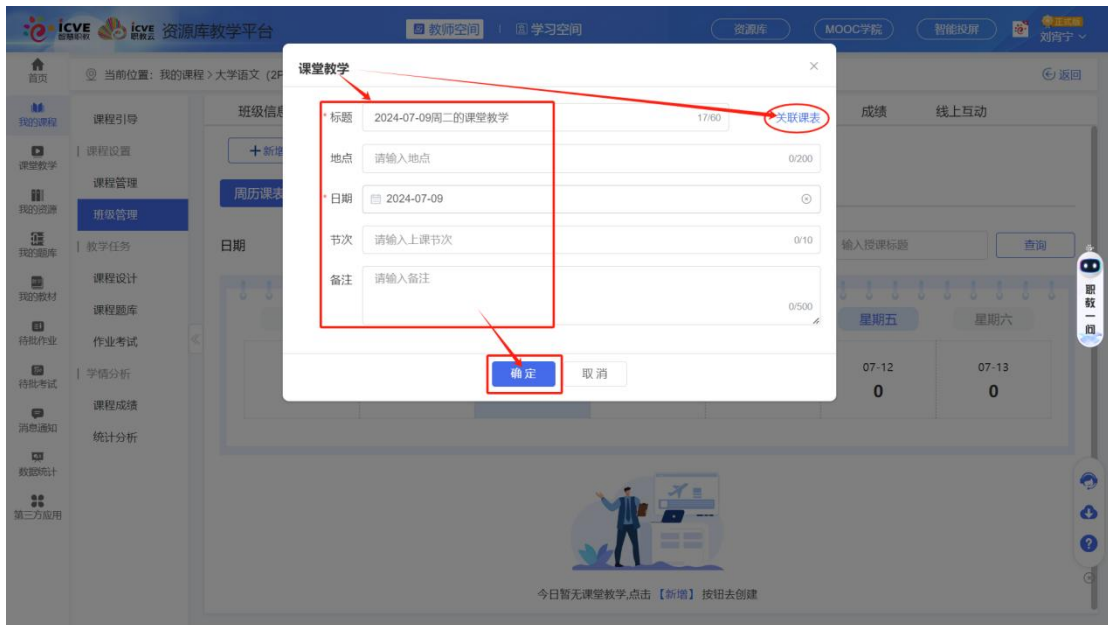 icve 智慧职教 icve 职教云 资源库教学平台 教师空间 学习空间 资源库 MOOC学院 智能投屏 正式版 刘宵宁
首页 当前位置：我的课程 > 大学语文（2F 返回
课堂教学 ×
我的课程
课堂教学
我的资源
我的题库
我的教材
待批作业
待批考试
消息通知
数据统计
第三方应用
课程引导
课程设置
课程管理
班级管理
教学任务
课程设计
课程题库
作业考试
学情分析
课程成绩
统计分析
班级信息 成绩 线上互动
+新增
周历课表
日期 输入授课标题 查询
* 标题 2024-07-09周二的课堂教学 17/60 关联课表
地点 请输入地点 0/200
* 日期 2024-07-09
节次 请输入上课节次 0/10
备注 请输入备注 0/500
确定 取消
星期五 星期六
07-12 07-13
0 0
今日暂无课堂教学,点击【新增】按钮去创建
职教一问